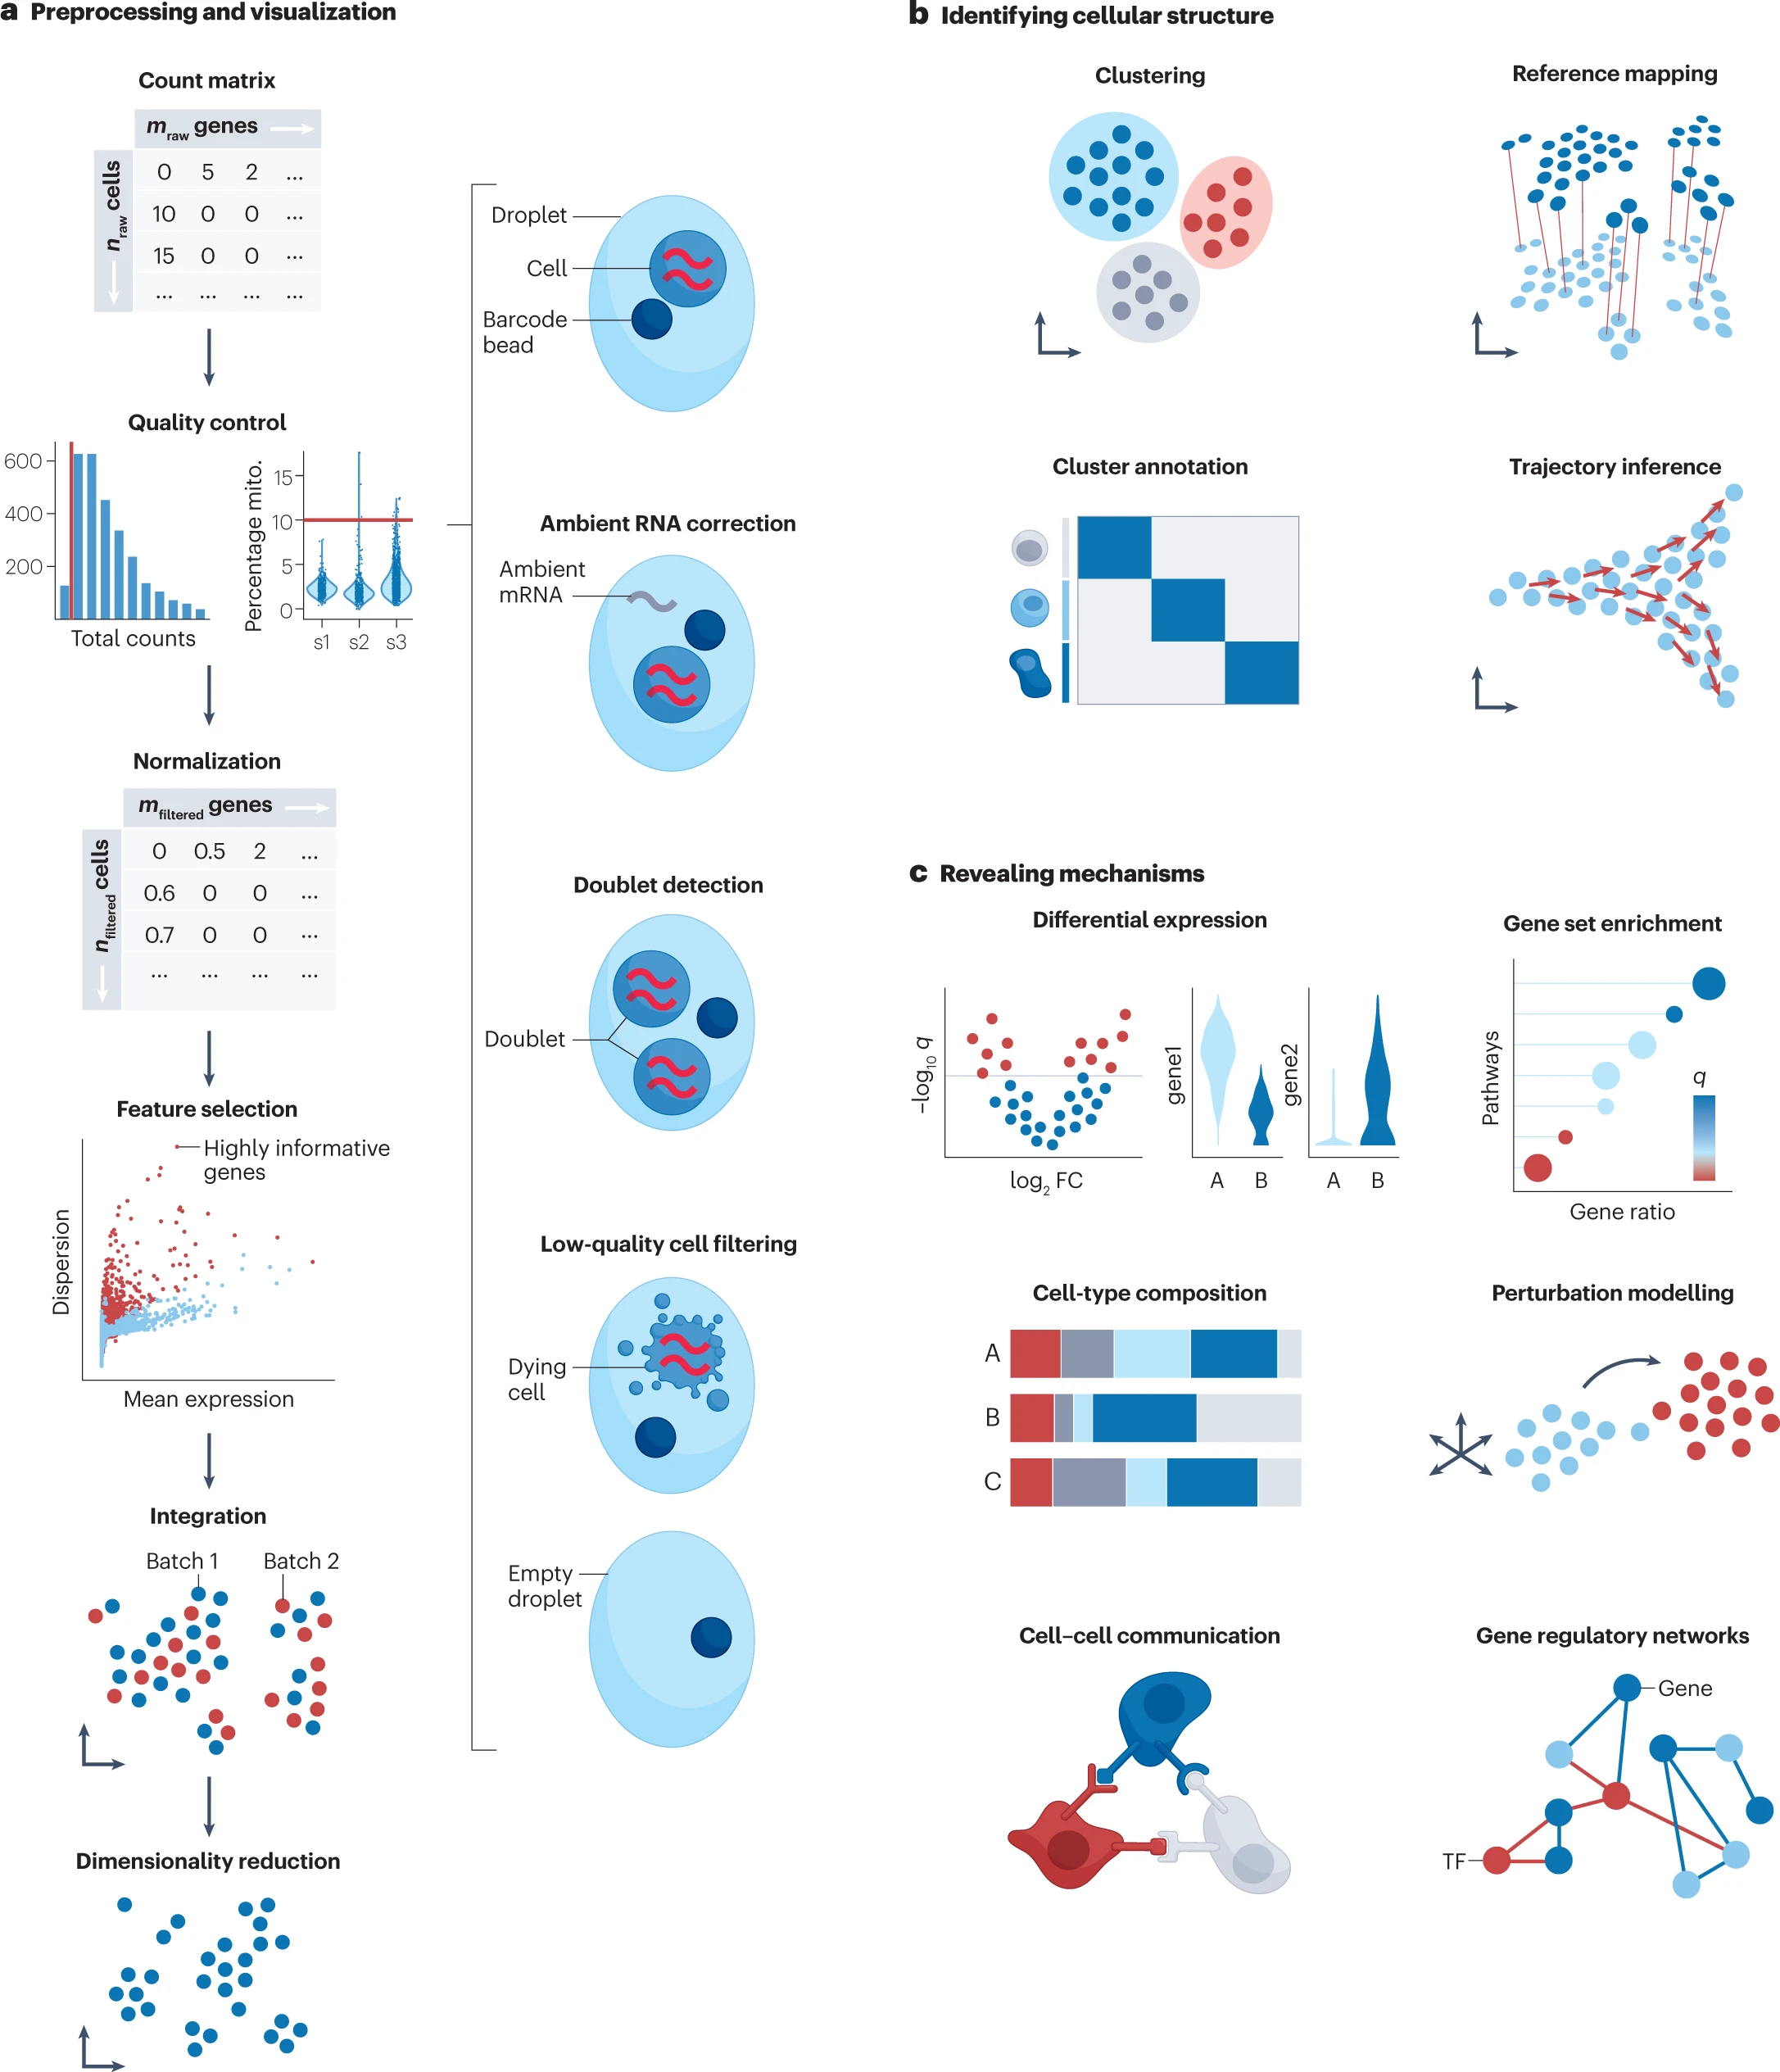 a Preprocessing and visualization
Count matrix
m_raw genes
n_raw cells
0 5 2 ...
10 0 0 ...
15 0 0 ...
... ... ... ...
Quality control
600
400
200
Total counts
Percentage mito.
15
10
5
0
s1 s2 s3
Normalization
m_filtered genes
n_filtered cells
0 0.5 2 ...
0.6 0 0 ...
0.7 0 0 ...
... ... ... ...
Feature selection
Highly informative
genes
Dispersion
Mean expression
Integration
Batch 1 Batch 2
Dimensionality reduction
Droplet
Cell
Barcode
bead
Ambient RNA correction
Ambient
mRNA
Doublet detection
Doublet
Low-quality cell filtering
Dying
cell
Empty
droplet
b Identifying cellular structure
Clustering
Reference mapping
Cluster annotation
Trajectory inference
c Revealing mechanisms
Differential expression
−log₁₀ q
log₂ FC
gene1
A B
gene2
A B
Gene set enrichment
Pathways
q
Gene ratio
Cell-type composition
A
B
C
Perturbation modelling
Cell–cell communication
Gene regulatory networks
Gene
TF